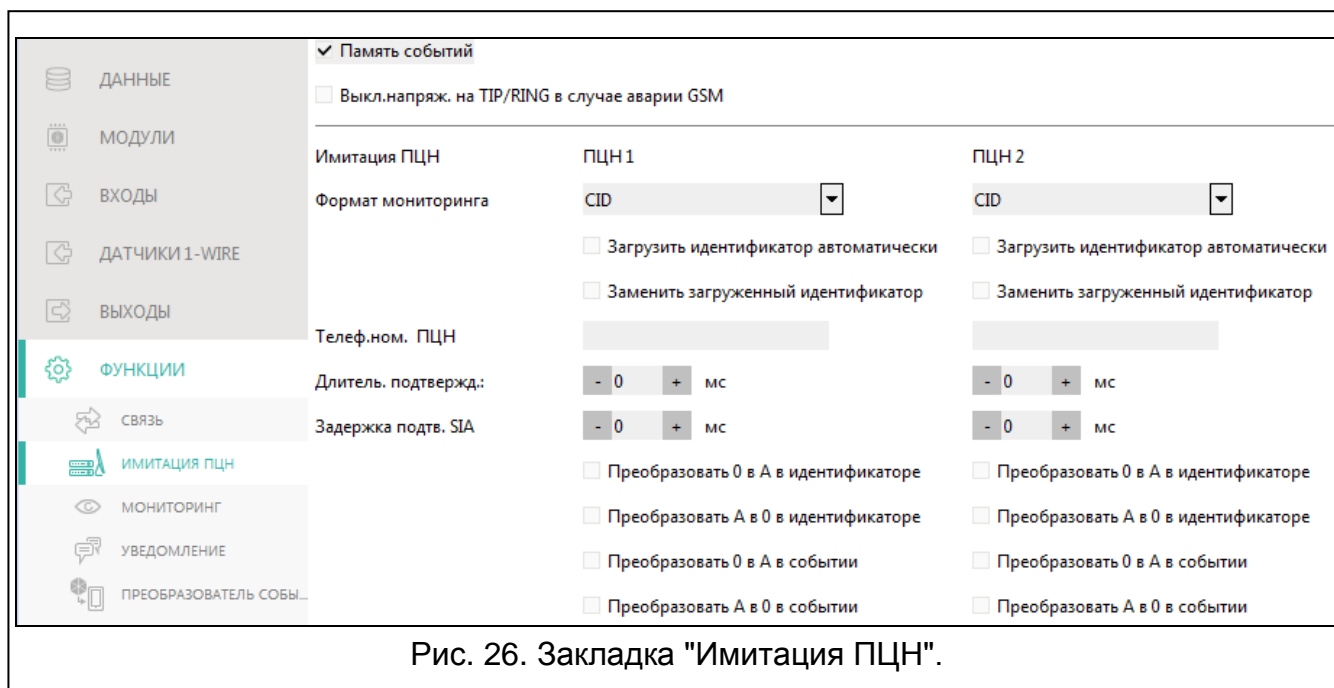 ДАННЫЕ
МОДУЛИ
ВХОДЫ
ДАТЧИКИ 1-WIRE
ВЫХОДЫ
ФУНКЦИИ
СВЯЗЬ
ИМИТАЦИЯ ПЦН
МОНИТОРИНГ
УВЕДОМЛЕНИЕ
ПРЕОБРАЗОВАТЕЛЬ СОБЫ...
Память событий
Выкл.напряж. на TIP/RING в случае аварии GSM
Имитация ПЦН ПЦН 1 ПЦН 2
Формат мониторинга CID CID
Загрузить идентификатор автоматически Загрузить идентификатор автоматически
Заменить загруженный идентификатор Заменить загруженный идентификатор
Телеф.ном. ПЦН
Длитель. подтвержд.: - 0 + мс - 0 + мс
Задержка подтв. SIA - 0 + мс - 0 + мс
Преобразовать 0 в A в идентификаторе Преобразовать 0 в A в идентификаторе
Преобразовать A в 0 в идентификаторе Преобразовать A в 0 в идентификаторе
Преобразовать 0 в A в событии Преобразовать 0 в A в событии
Преобразовать A в 0 в событии Преобразовать A в 0 в событии
Рис. 26. Закладка "Имитация ПЦН".